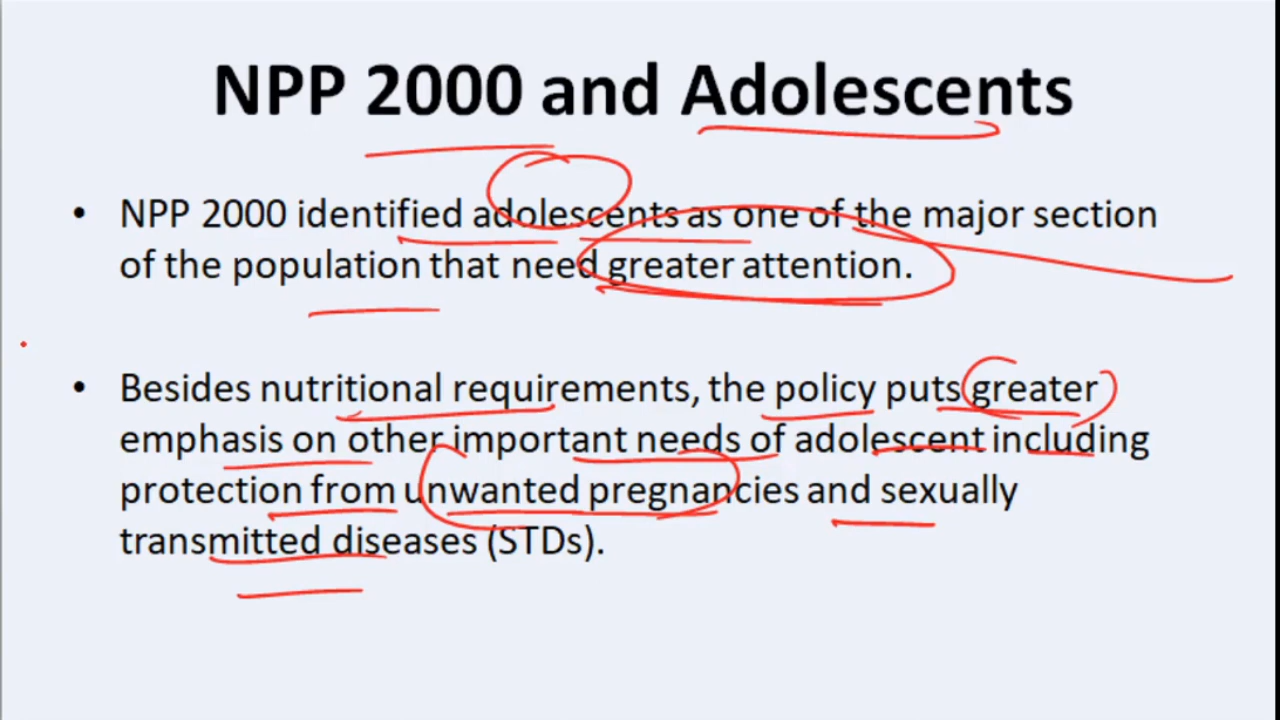 NPP 2000 and Adolescents
• NPP 2000 identified adolescents as one of the major section
of the population that need greater attention.
• Besides nutritional requirements, the policy puts greater
emphasis on other important needs of adolescent including
protection from unwanted pregnancies and sexually
transmitted diseases (STDs).